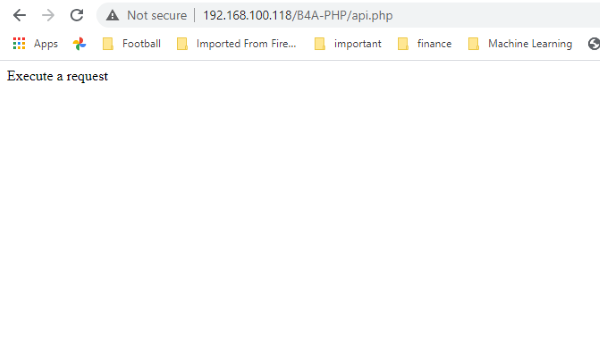 Not secure 192.168.100.118/B4A-PHP/api.php
Apps Football Imported From Fire... important finance Machine Learning
Execute a request